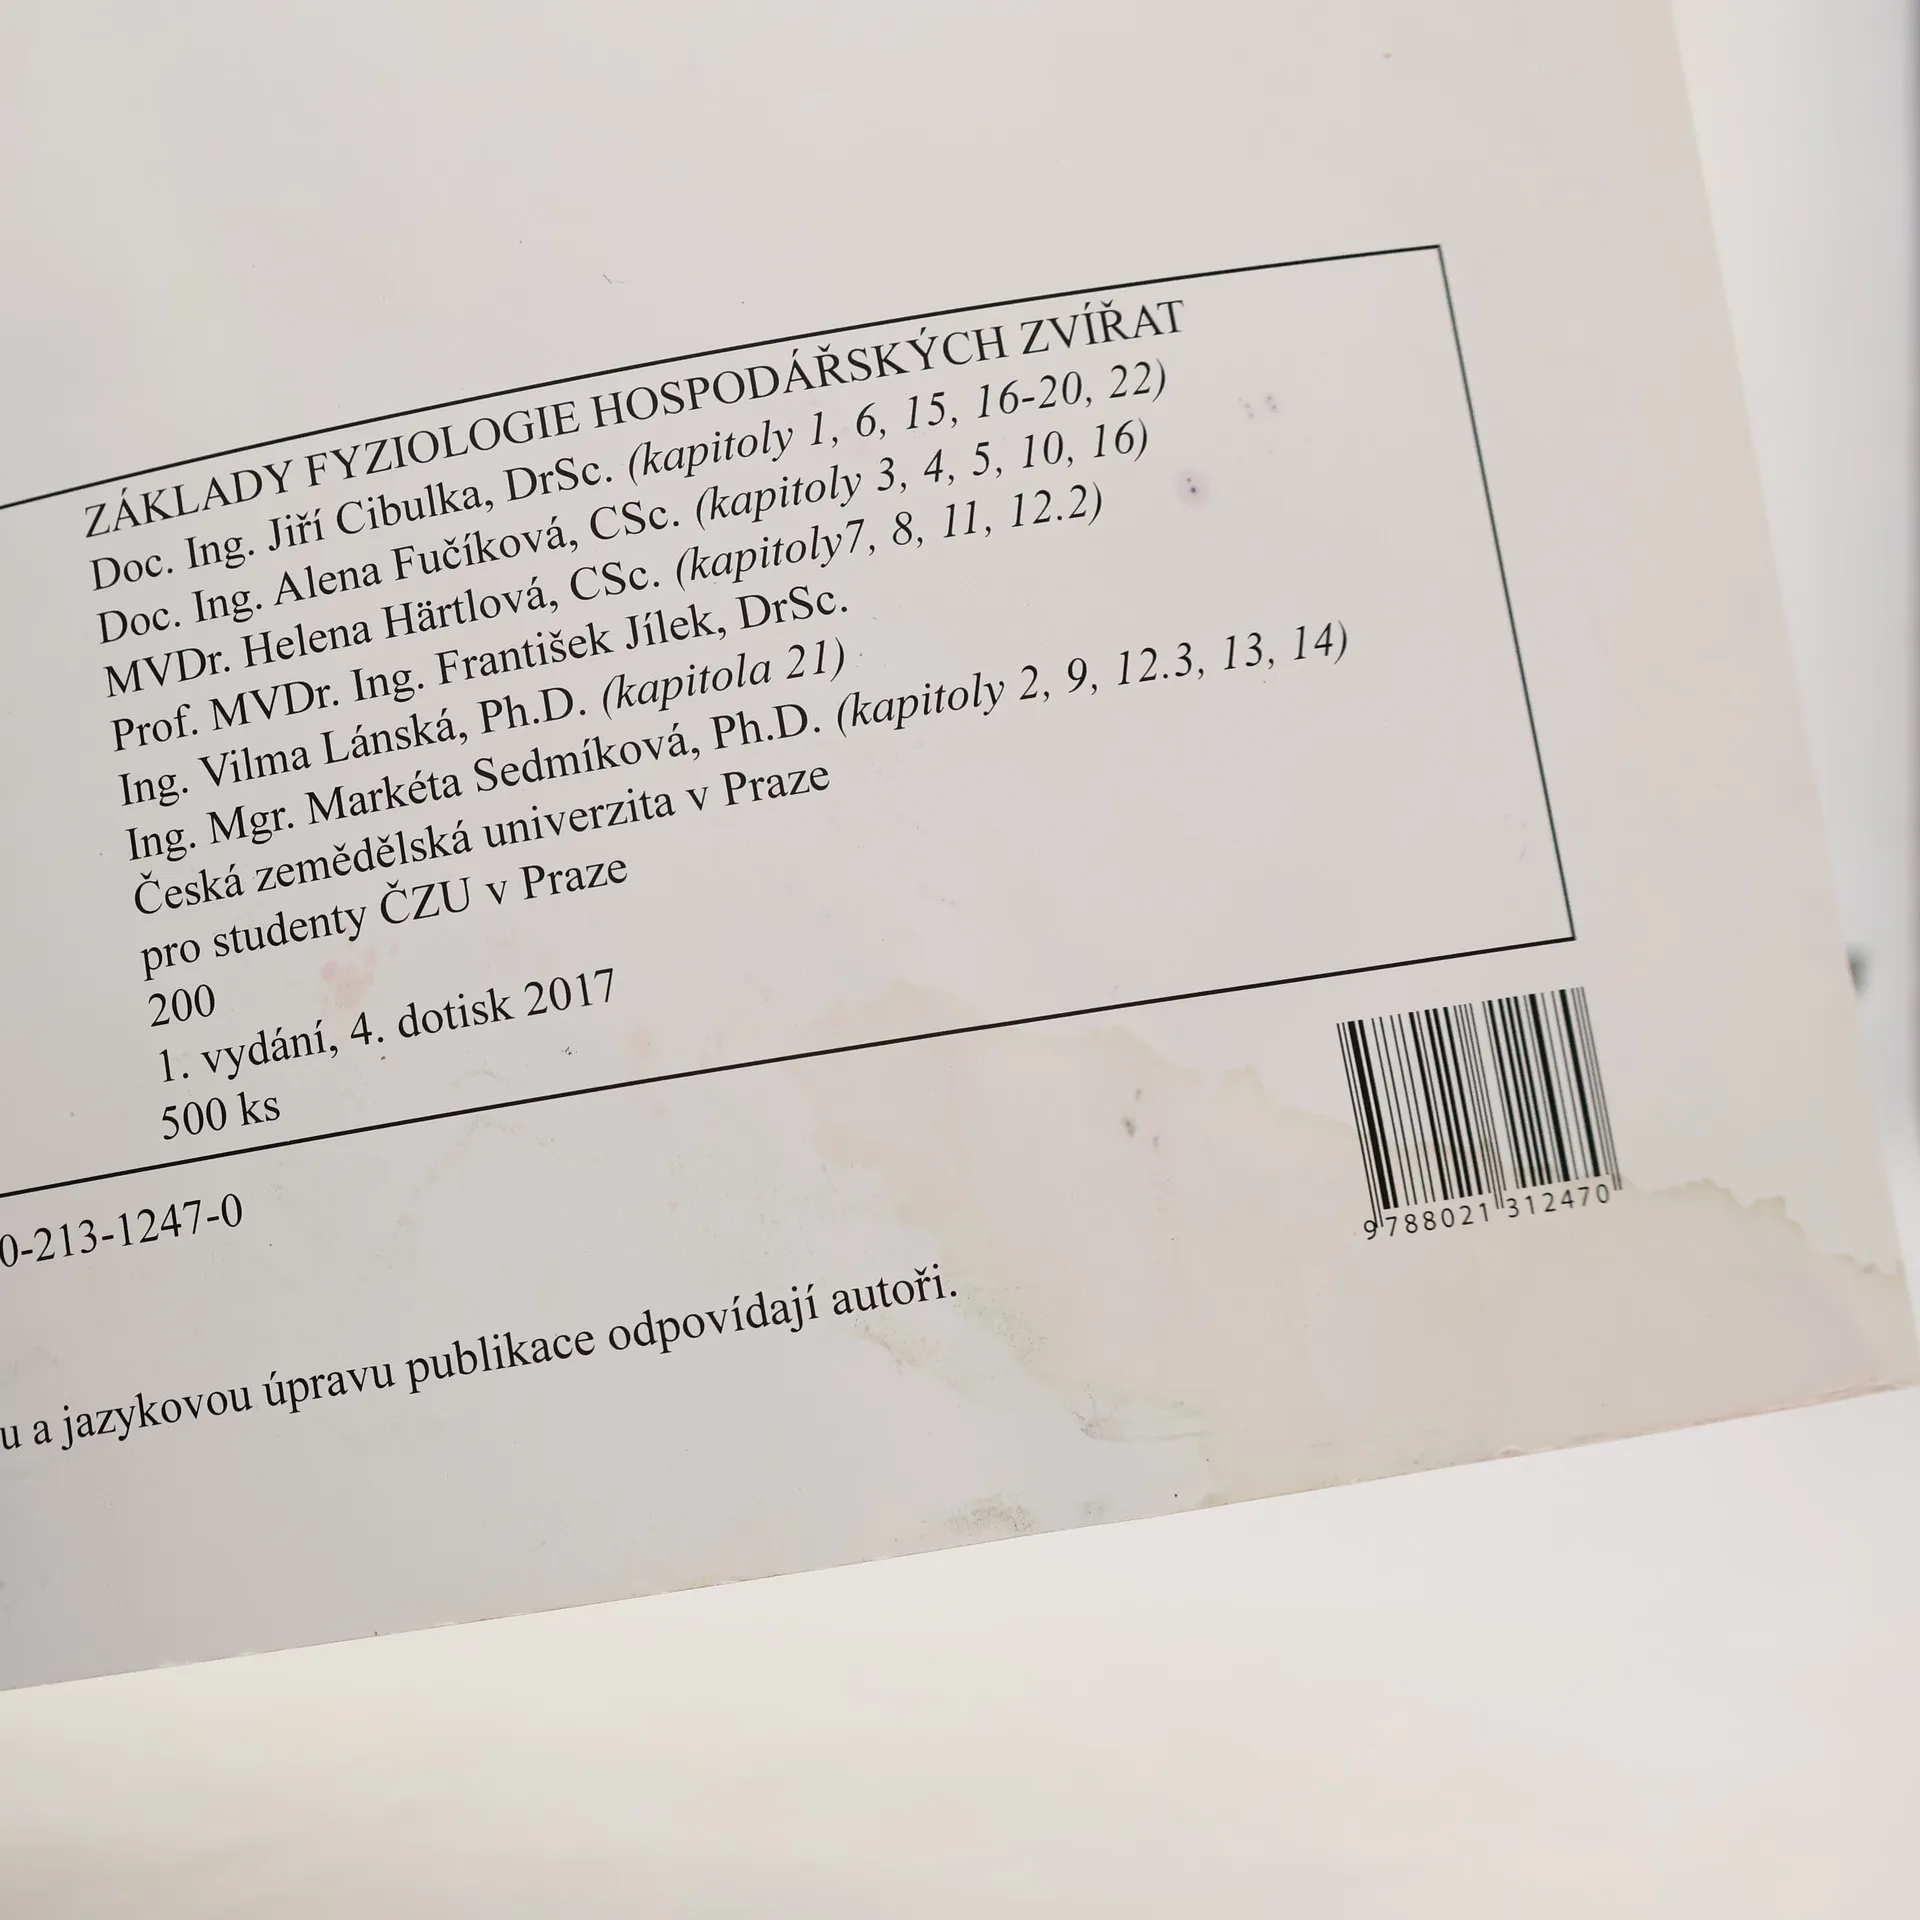 ZÁKLADY FYZIOLOGIE HOSPODÁŘSKÝCH ZVÍŘAT
Doc. Ing. Jiří Cibulka, DrSc. (kapitoly 1, 6, 15, 16-20, 22)
Doc. Ing. Alena Fučíková, CSc. (kapitoly 3, 4, 5, 10, 16)
MVDr. Helena Härtlová, CSc. (kapitoly7, 8, 11, 12.2)
Prof. MVDr. Ing. František Jílek, DrSc.
Ing. Vilma Lánská, Ph.D. (kapitola 21)
Ing. Mgr. Markéta Sedmíková, Ph.D. (kapitoly 2, 9, 12.3, 13, 14)
Česká zemědělská univerzita v Praze
pro studenty ČZU v Praze
200
1. vydání, 4. dotisk 2017
500 ks
0-213-1247-0
9 788021 312470
u a jazykovou úpravu publikace odpovídají autoři.